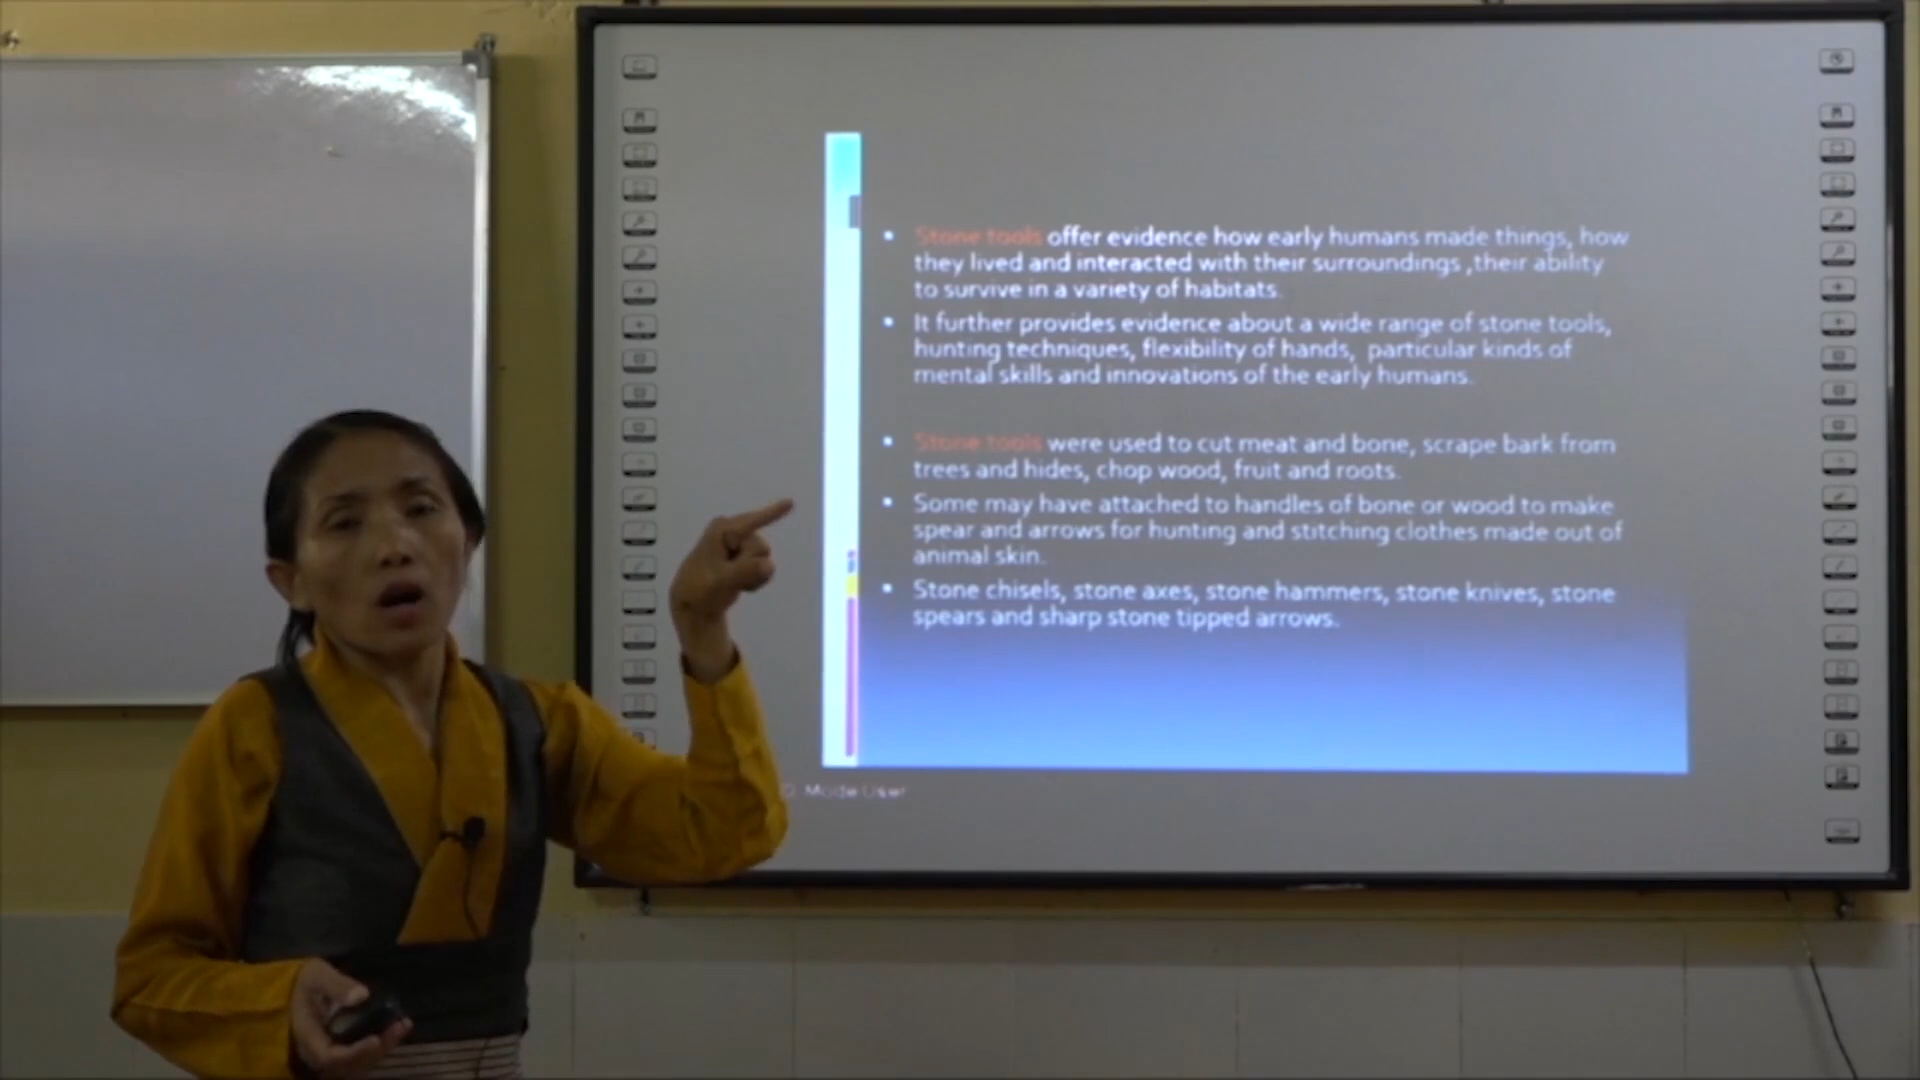 Stone tools offer evidence how early humans made things, how
they lived and interacted with their surroundings ,their ability
to survive in a variety of habitats.
It further provides evidence about a wide range of stone tools,
hunting techniques, flexibility of hands, particular kinds of
mental skills and innovations of the early humans.
Stone tools were used to cut meat and bone, scrape bark from
trees and hides, chop wood, fruit and roots.
Some may have attached to handles of bone or wood to make
spear and arrows for hunting and stitching clothes made out of
animal skin.
Stone chisels, stone axes, stone hammers, stone knives, stone
spears and sharp stone tipped arrows.
Mode:User